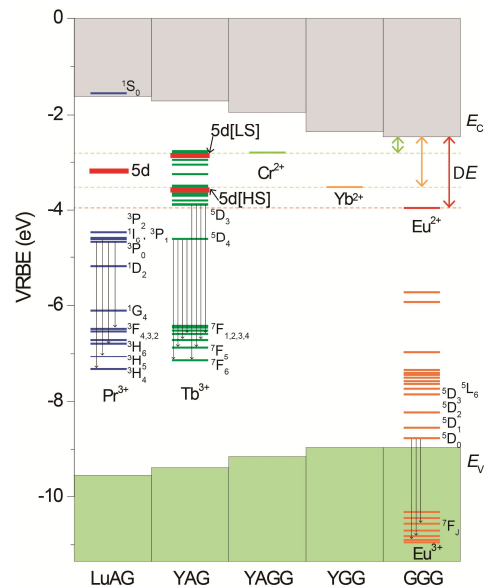 0
-2
-4
-6
-8
-10
VRBE (eV)
¹S₀
5d
³P₂
¹I₆, ³P₁
³P₀
¹D₂
¹G₄
³F₄,₃,₂
³H₆
³H₅
³H₄
Pr³⁺
5d[LS]
5d[HS]
⁵D₃
⁵D₄
⁷F₁,₂,₃,₄
⁷F₅
⁷F₆
Tb³⁺
Cr²⁺
Yb²⁺
E_C
DE
Eu²⁺
⁵D₃ ⁵L₆
⁵D₂
⁵D₁
⁵D₀
E_V
⁷F_J
Eu³⁺
LuAG YAG YAGG YGG GGG